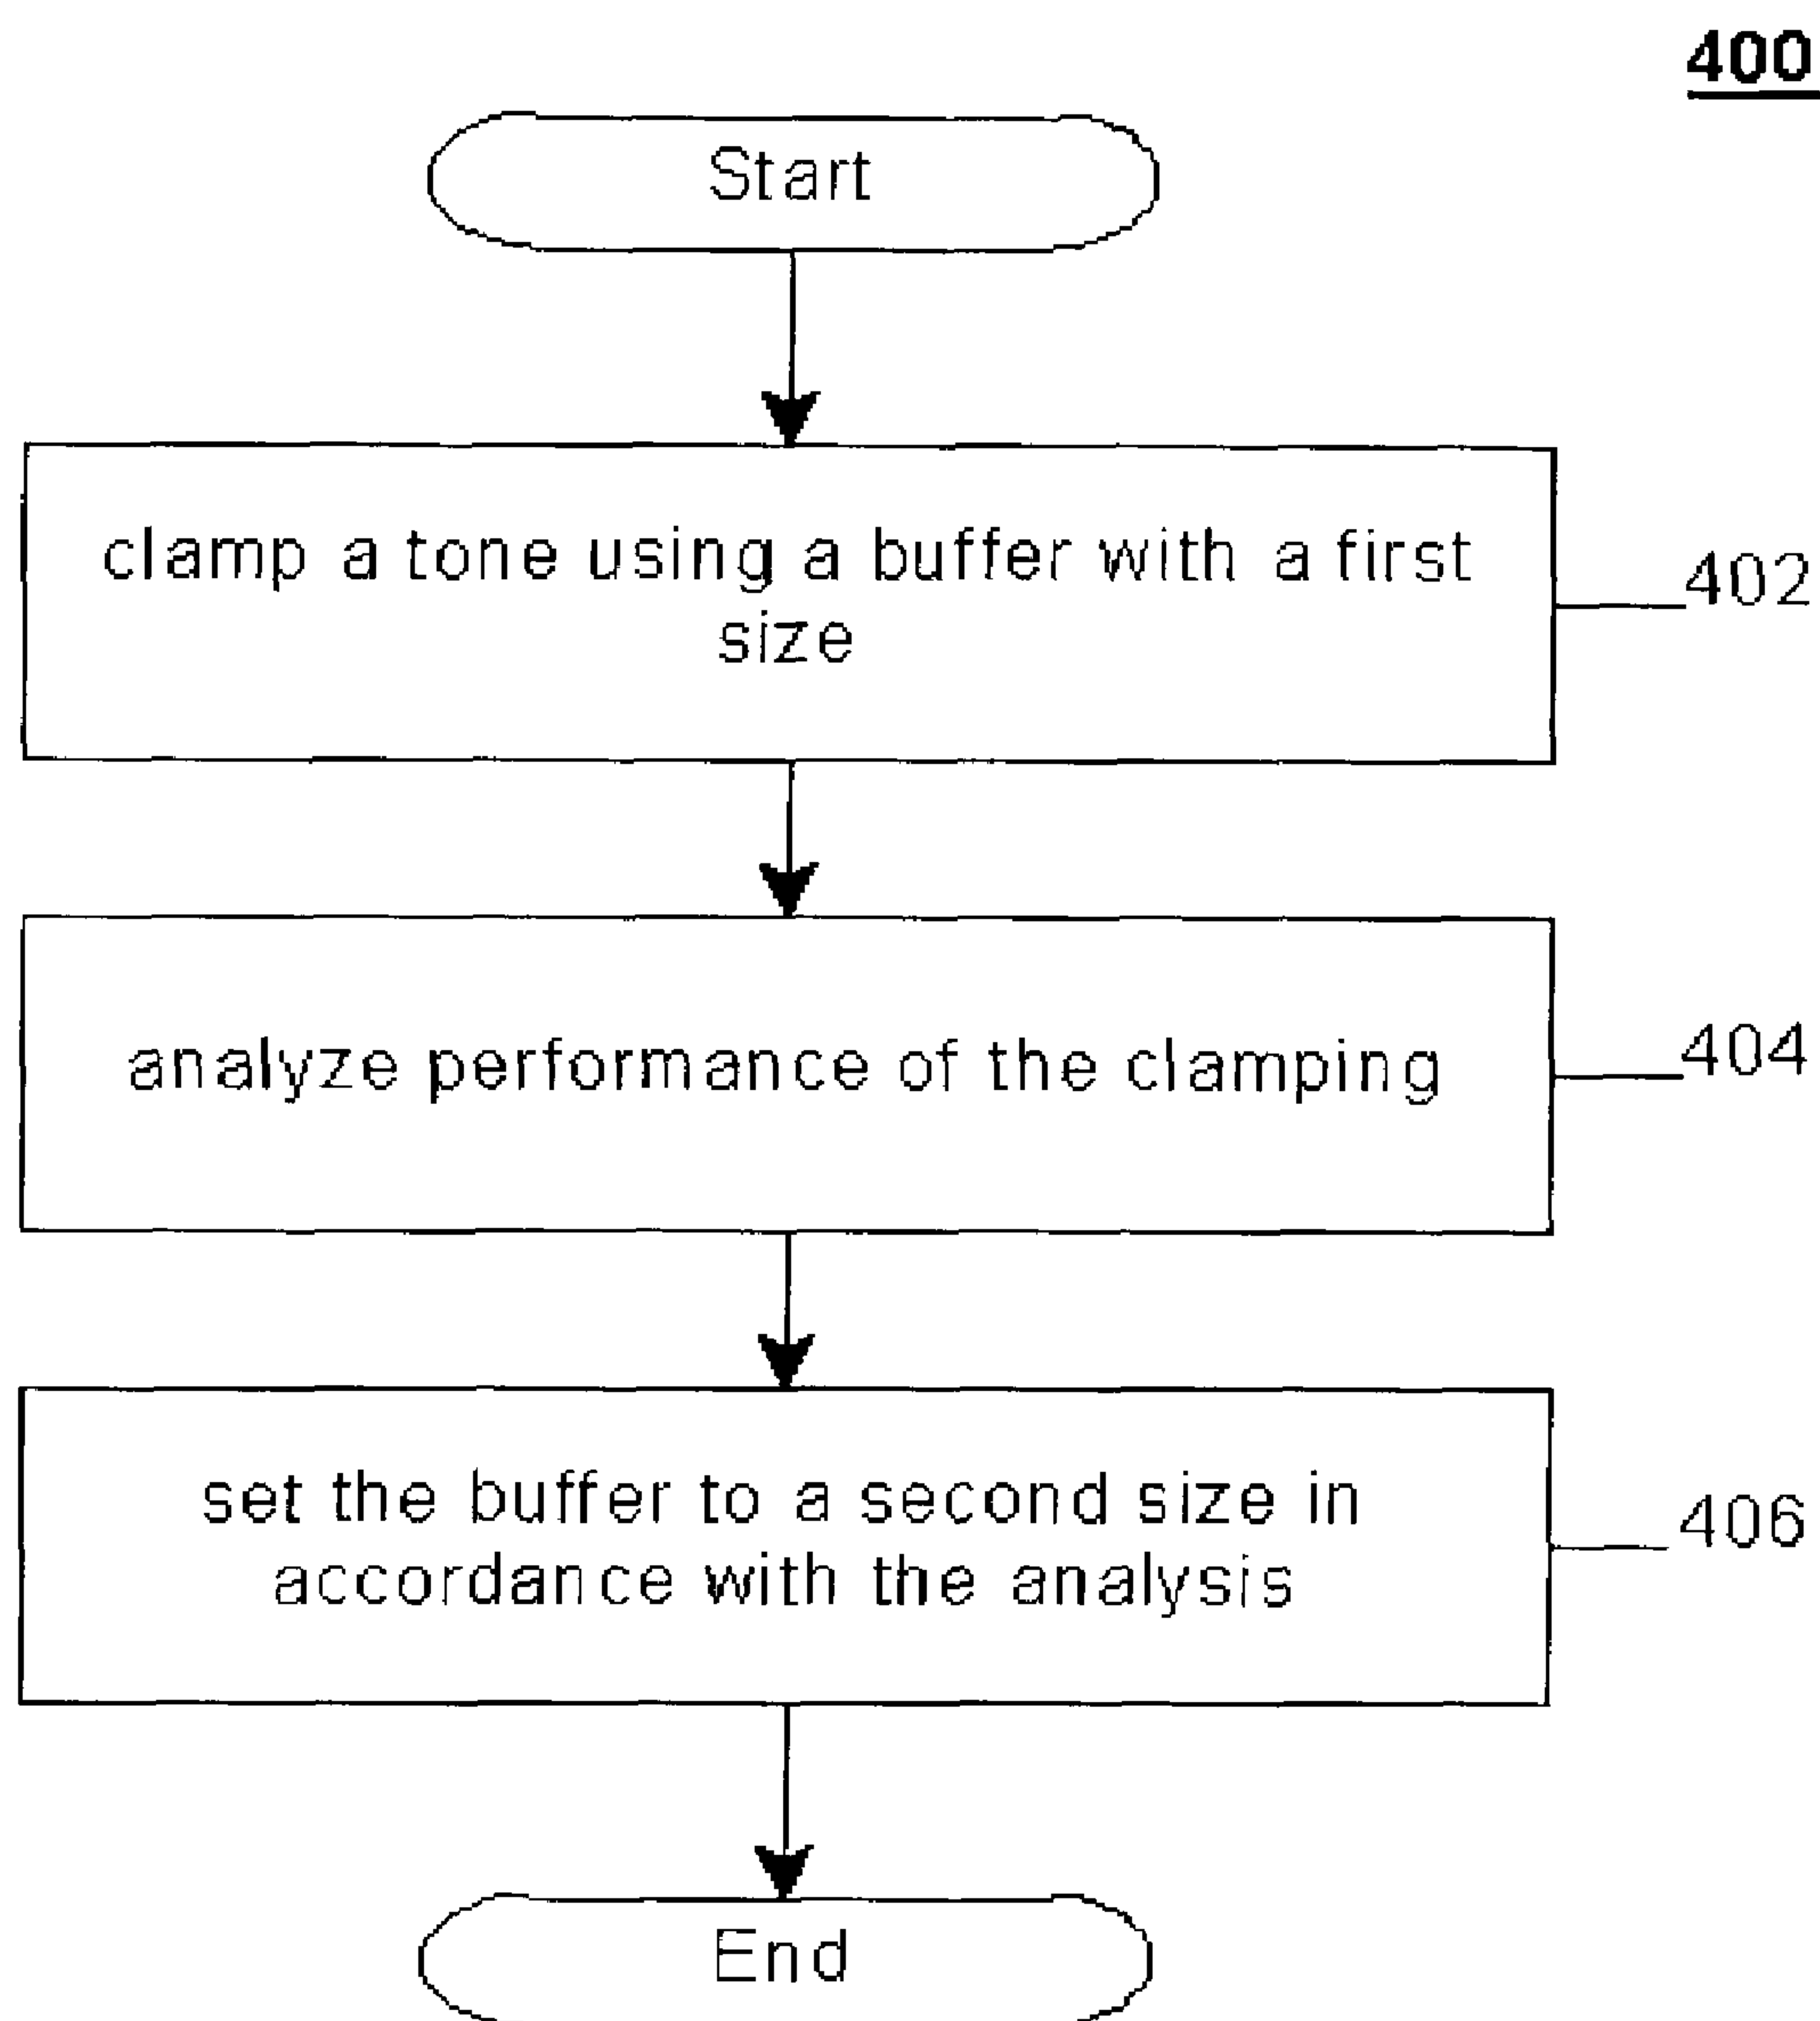 400
Start
clamp a tone using a buffer with a first
size
402
analyze performance of the clamping
404
set the buffer to a second size in
accordance with the analysis
406
End